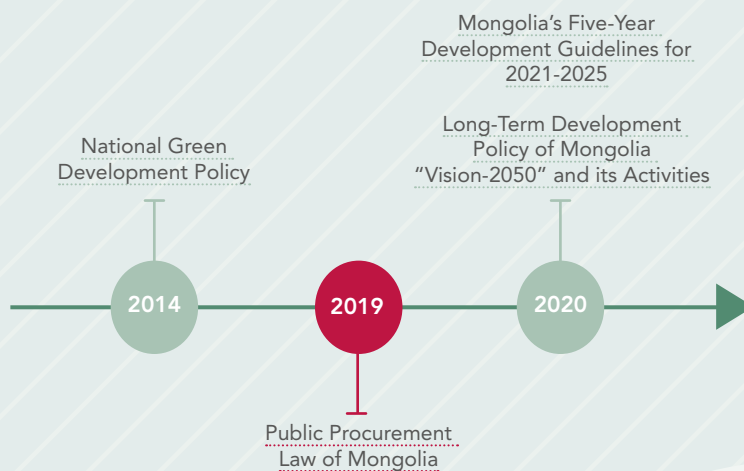 Mongolia’s Five-Year
Development Guidelines for
2021-2025
National Green
Development Policy
Long-Term Development
Policy of Mongolia
“Vision-2050” and its Activities
2014
2019
2020
Public Procurement
Law of Mongolia